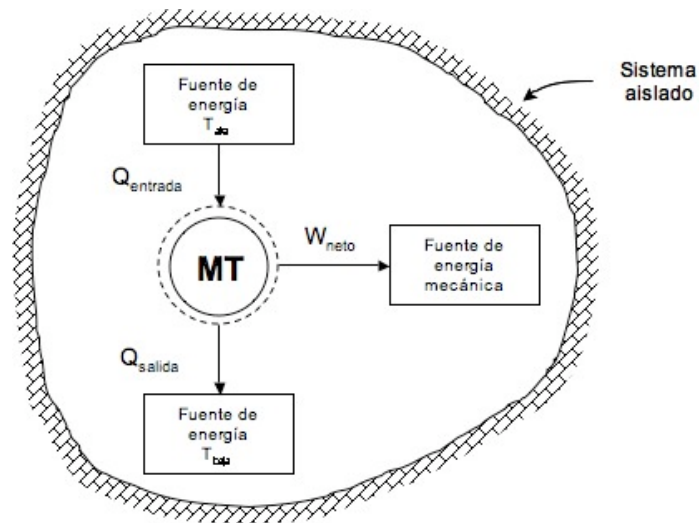 Fuente de
energía
T
Sistema
aislado
Q entrada
MT
W neto
Fuente de
energía
mecánica
Q salida
Fuente de
energía
T